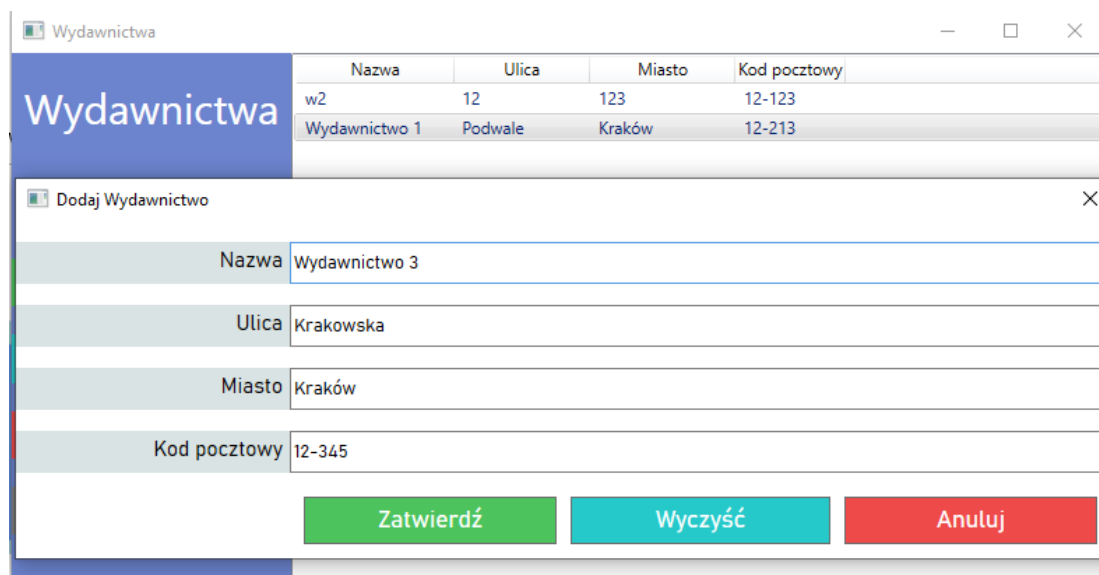 Wydawnictwa
Wydawnictwa
Nazwa Ulica Miasto Kod pocztowy
w2 12 123 12-123
Wydawnictwo 1 Podwale Kraków 12-213
Dodaj Wydawnictwo
Nazwa Wydawnictwo 3
Ulica Krakowska
Miasto Kraków
Kod pocztowy 12-345
Zatwierdź Wyczyść Anuluj